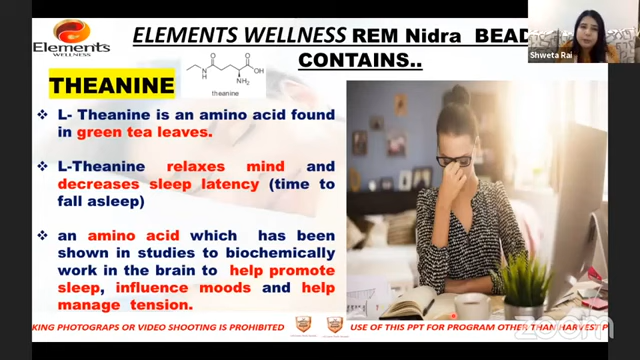 Elements
WELLNESS
ELEMENTS WELLNESS REM Nidra BEAD
CONTAINS..
Shweta Rai
THEANINE
O O
OH
N
H
NH2
theanine
L- Theanine is an amino acid found
in green tea leaves.
L-Theanine relaxes mind and
decreases sleep latency (time to
fall asleep)
an amino acid which has been
shown in studies to biochemically
work in the brain to help promote
sleep, influence moods and help
manage tension.
zoom
KING PHOTOGRAPS OR VIDEO SHOOTING IS PROHIBITED
USE OF THIS PPT FOR PROGRAM OTHER THAN HARVEST P